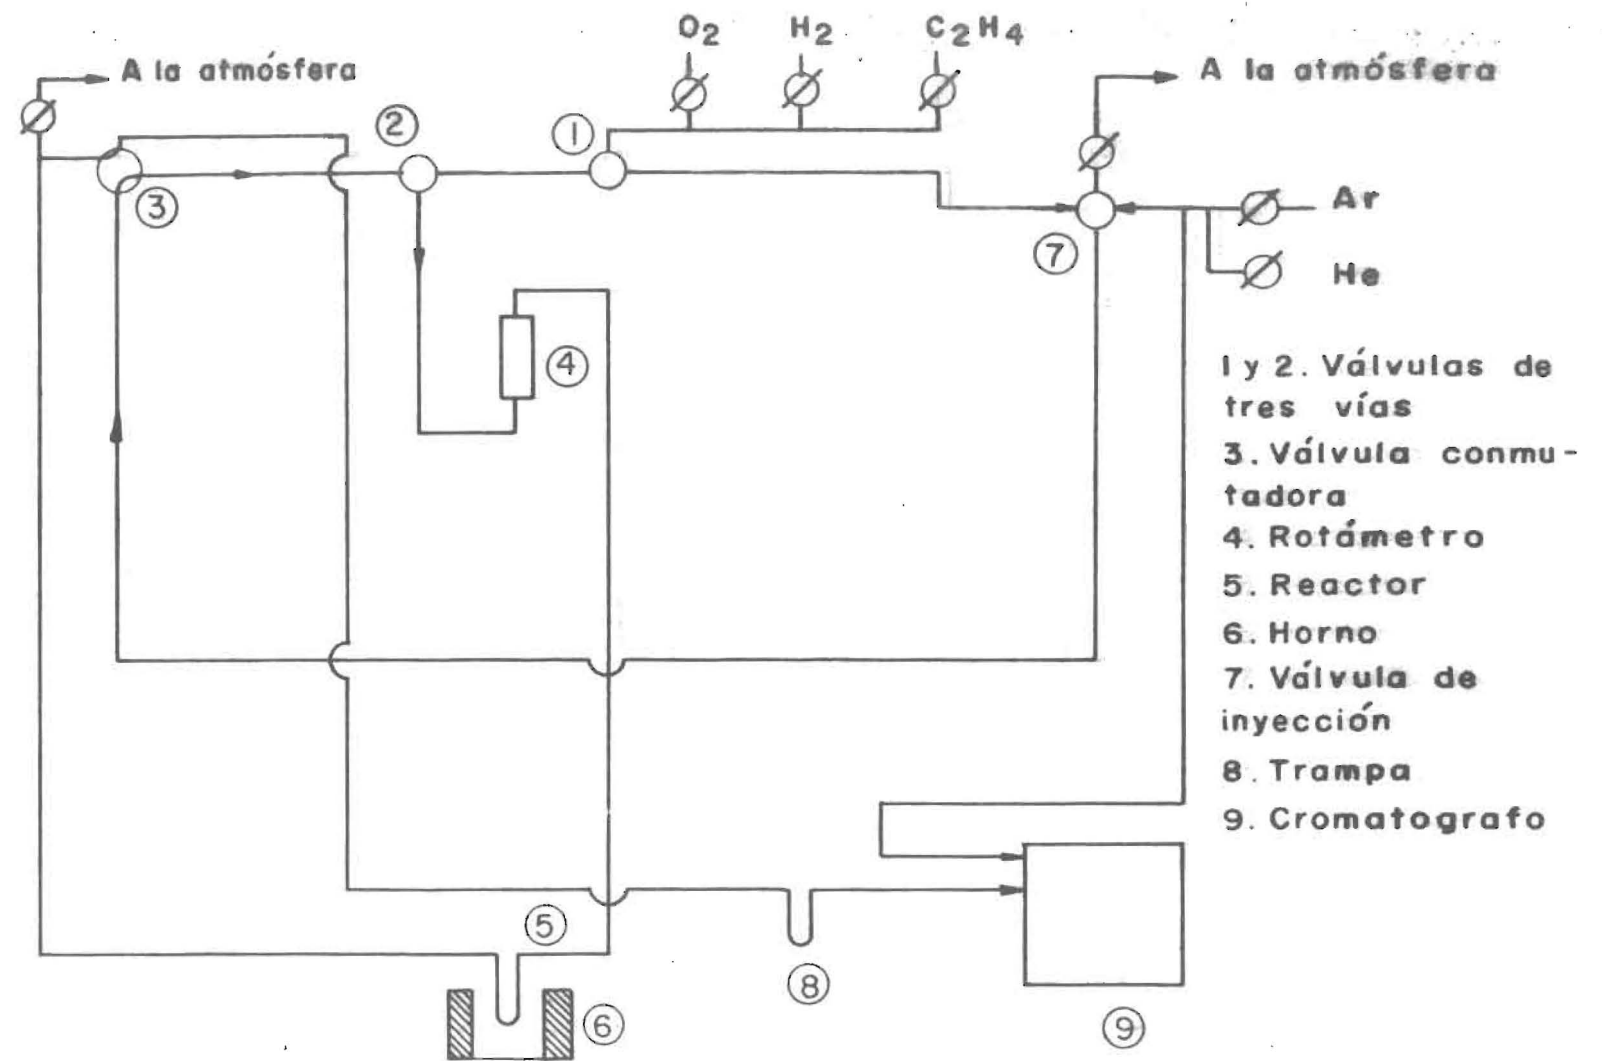 O2 H2 C2H4
A la atmósfera
A la atmósfera
2
1
3
Ar
7
He
4
1 y 2. Válvulas de
tres vías
3. Válvula conmu-
tadora
4. Rotámetro
5. Reactor
6. Horno
7. Válvula de
inyección
8. Trampa
9. Cromatografo
5
8
6
9